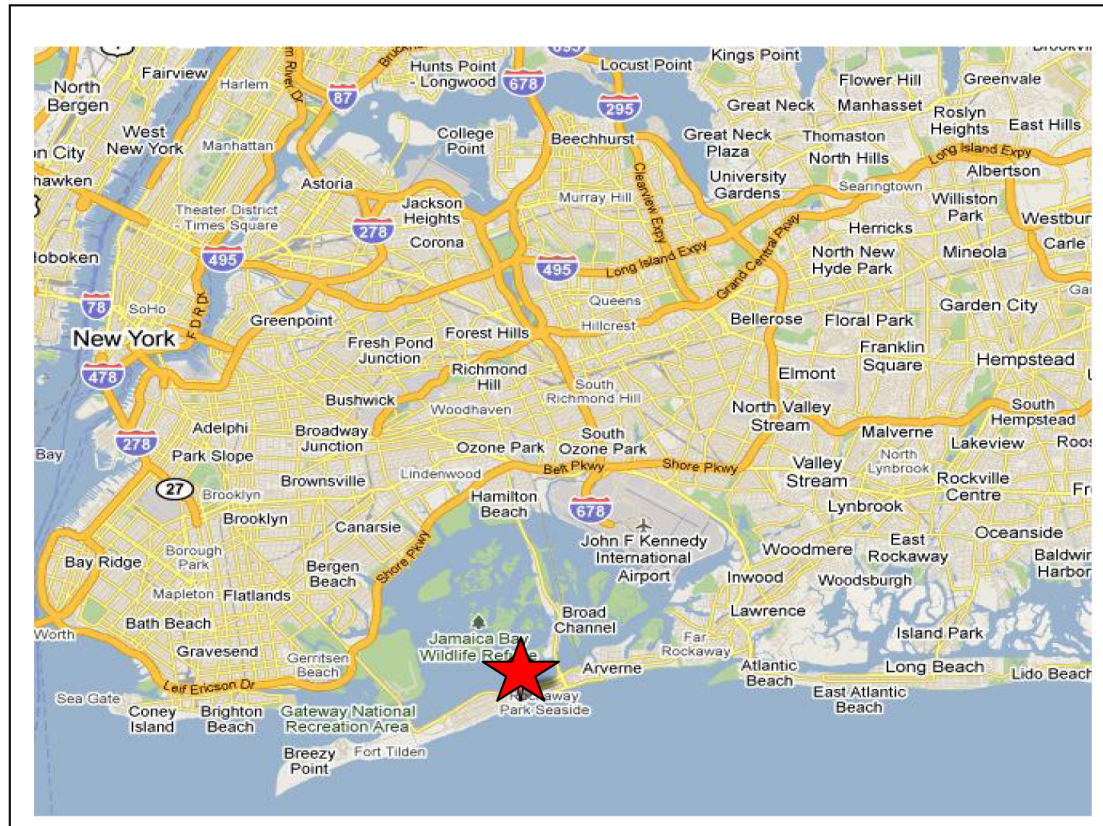 Fairview
North
Bergen
Harlem
87
Hunts Point
- Longwood
678
Locust Point
295
Kings Point
Flower Hill
Greenvale
Great Neck
Manhasset
Roslyn
Heights
East Hills
West
New York
Manhattan
College
Point
Beechhurst
Great Neck
Plaza
Thomaston
North Hills
Long Island Expy
Albertson
University
Gardens
Searingtown
Astoria
Jackson
Heights
Murray Hill
Clearview Expy
Williston
Park
Theater District
- Times Square
278
Corona
Herricks
Grand Central Pkwy
North New
Hyde Park
Mineola
495
495
Long Island Expy
78
SoHo
F D R Dr
Greenpoint
Queens
Garden City
New York
Forest Hills
Hillcrest
Bellerose
Floral Park
Fresh Pond
Junction
Franklin
Square
Hempstead
478
Richmond
Hill
Elmont
Bushwick
South
Richmond Hill
Woodhaven
North Valley
Stream
South
Hempstead
278
Adelphi
Broadway
Junction
Ozone Park
South
Ozone Park
Malverne
Lakeview
Bay
Park Slope
Lindenwood
Belt Pkwy
Shore Pkwy
Valley
Stream
North
Lynbrook
Rockville
Centre
27
Brooklyn
Brownsville
Hamilton
Beach
678
Lynbrook
Brooklyn
Canarsie
John F Kennedy
International
Airport
East
Rockaway
Oceanside
Borough
Park
Bay Ridge
Bergen
Beach
Shore Pkwy
Woodmere
Inwood
Woodsburgh
Mapleton
Flatlands
Bath Beach
Broad
Channel
Lawrence
Island Park
Gravesend
Jamaica Bay
Wildlife
Far
Rockaway
Gerritsen
Beach
Arverne
Long Beach
Atlantic
Beach
Lido Beach
Leif Ericson Dr
Sea Gate
Coney
Island
Brighton
Beach
Gateway National
Recreation Area
Park Seaside
East Atlantic
Beach
Breezy
Point
Fort Tilden